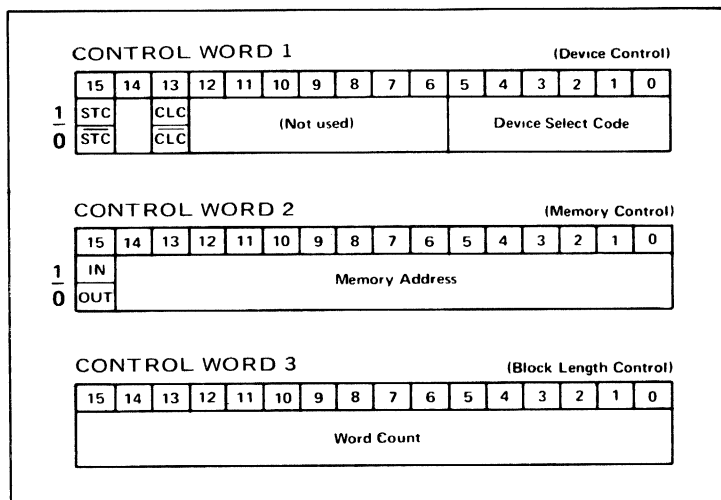 CONTROL WORD 1 (Device Control)
15 14 13 12 11 10 9 8 7 6 5 4 3 2 1 0
1 STC CLC
0 S̅T̅C̅ C̅L̅C̅
(Not used) Device Select Code
CONTROL WORD 2 (Memory Control)
15 14 13 12 11 10 9 8 7 6 5 4 3 2 1 0
1 IN
0 OUT
Memory Address
CONTROL WORD 3 (Block Length Control)
15 14 13 12 11 10 9 8 7 6 5 4 3 2 1 0
Word Count